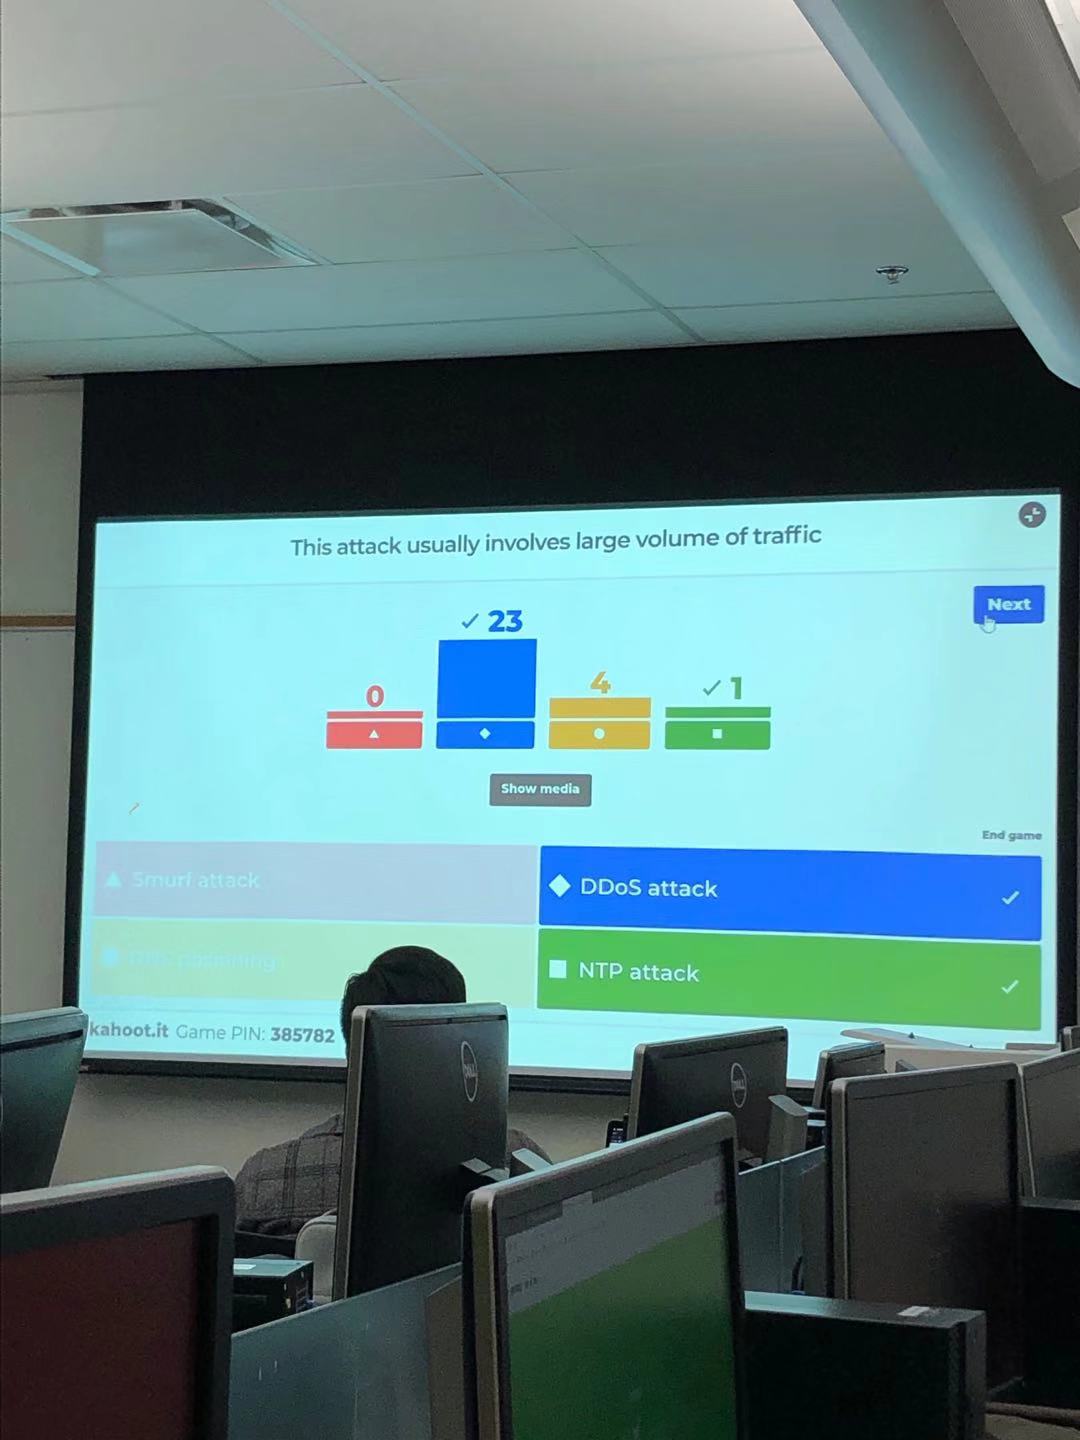 This attack usually involves large volume of traffic
Next
23
0
4
1
Show media
End game
Smurf attack
DDoS attack
poisoning
NTP attack
kahoot.it Game PIN: 385782
DELL
DELL